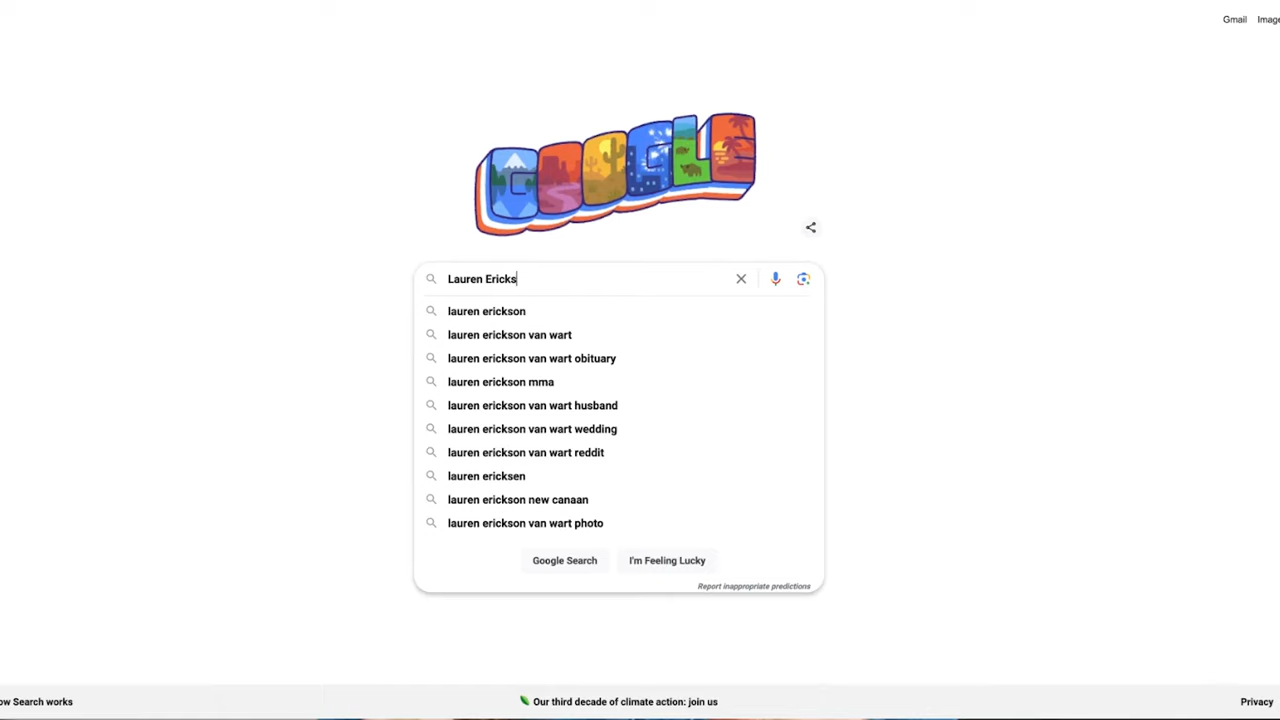 Gmail
GOOGLE
Lauren Ericks
lauren erickson
lauren erickson van wart
lauren erickson van wart obituary
lauren erickson mma
lauren erickson van wart husband
lauren erickson van wart wedding
lauren erickson van wart reddit
lauren ericksen
lauren erickson new canaan
lauren erickson van wart photo
Google Search I'm Feeling Lucky
Report inappropriate predictions
Search works Our third decade of climate action: join us Privacy